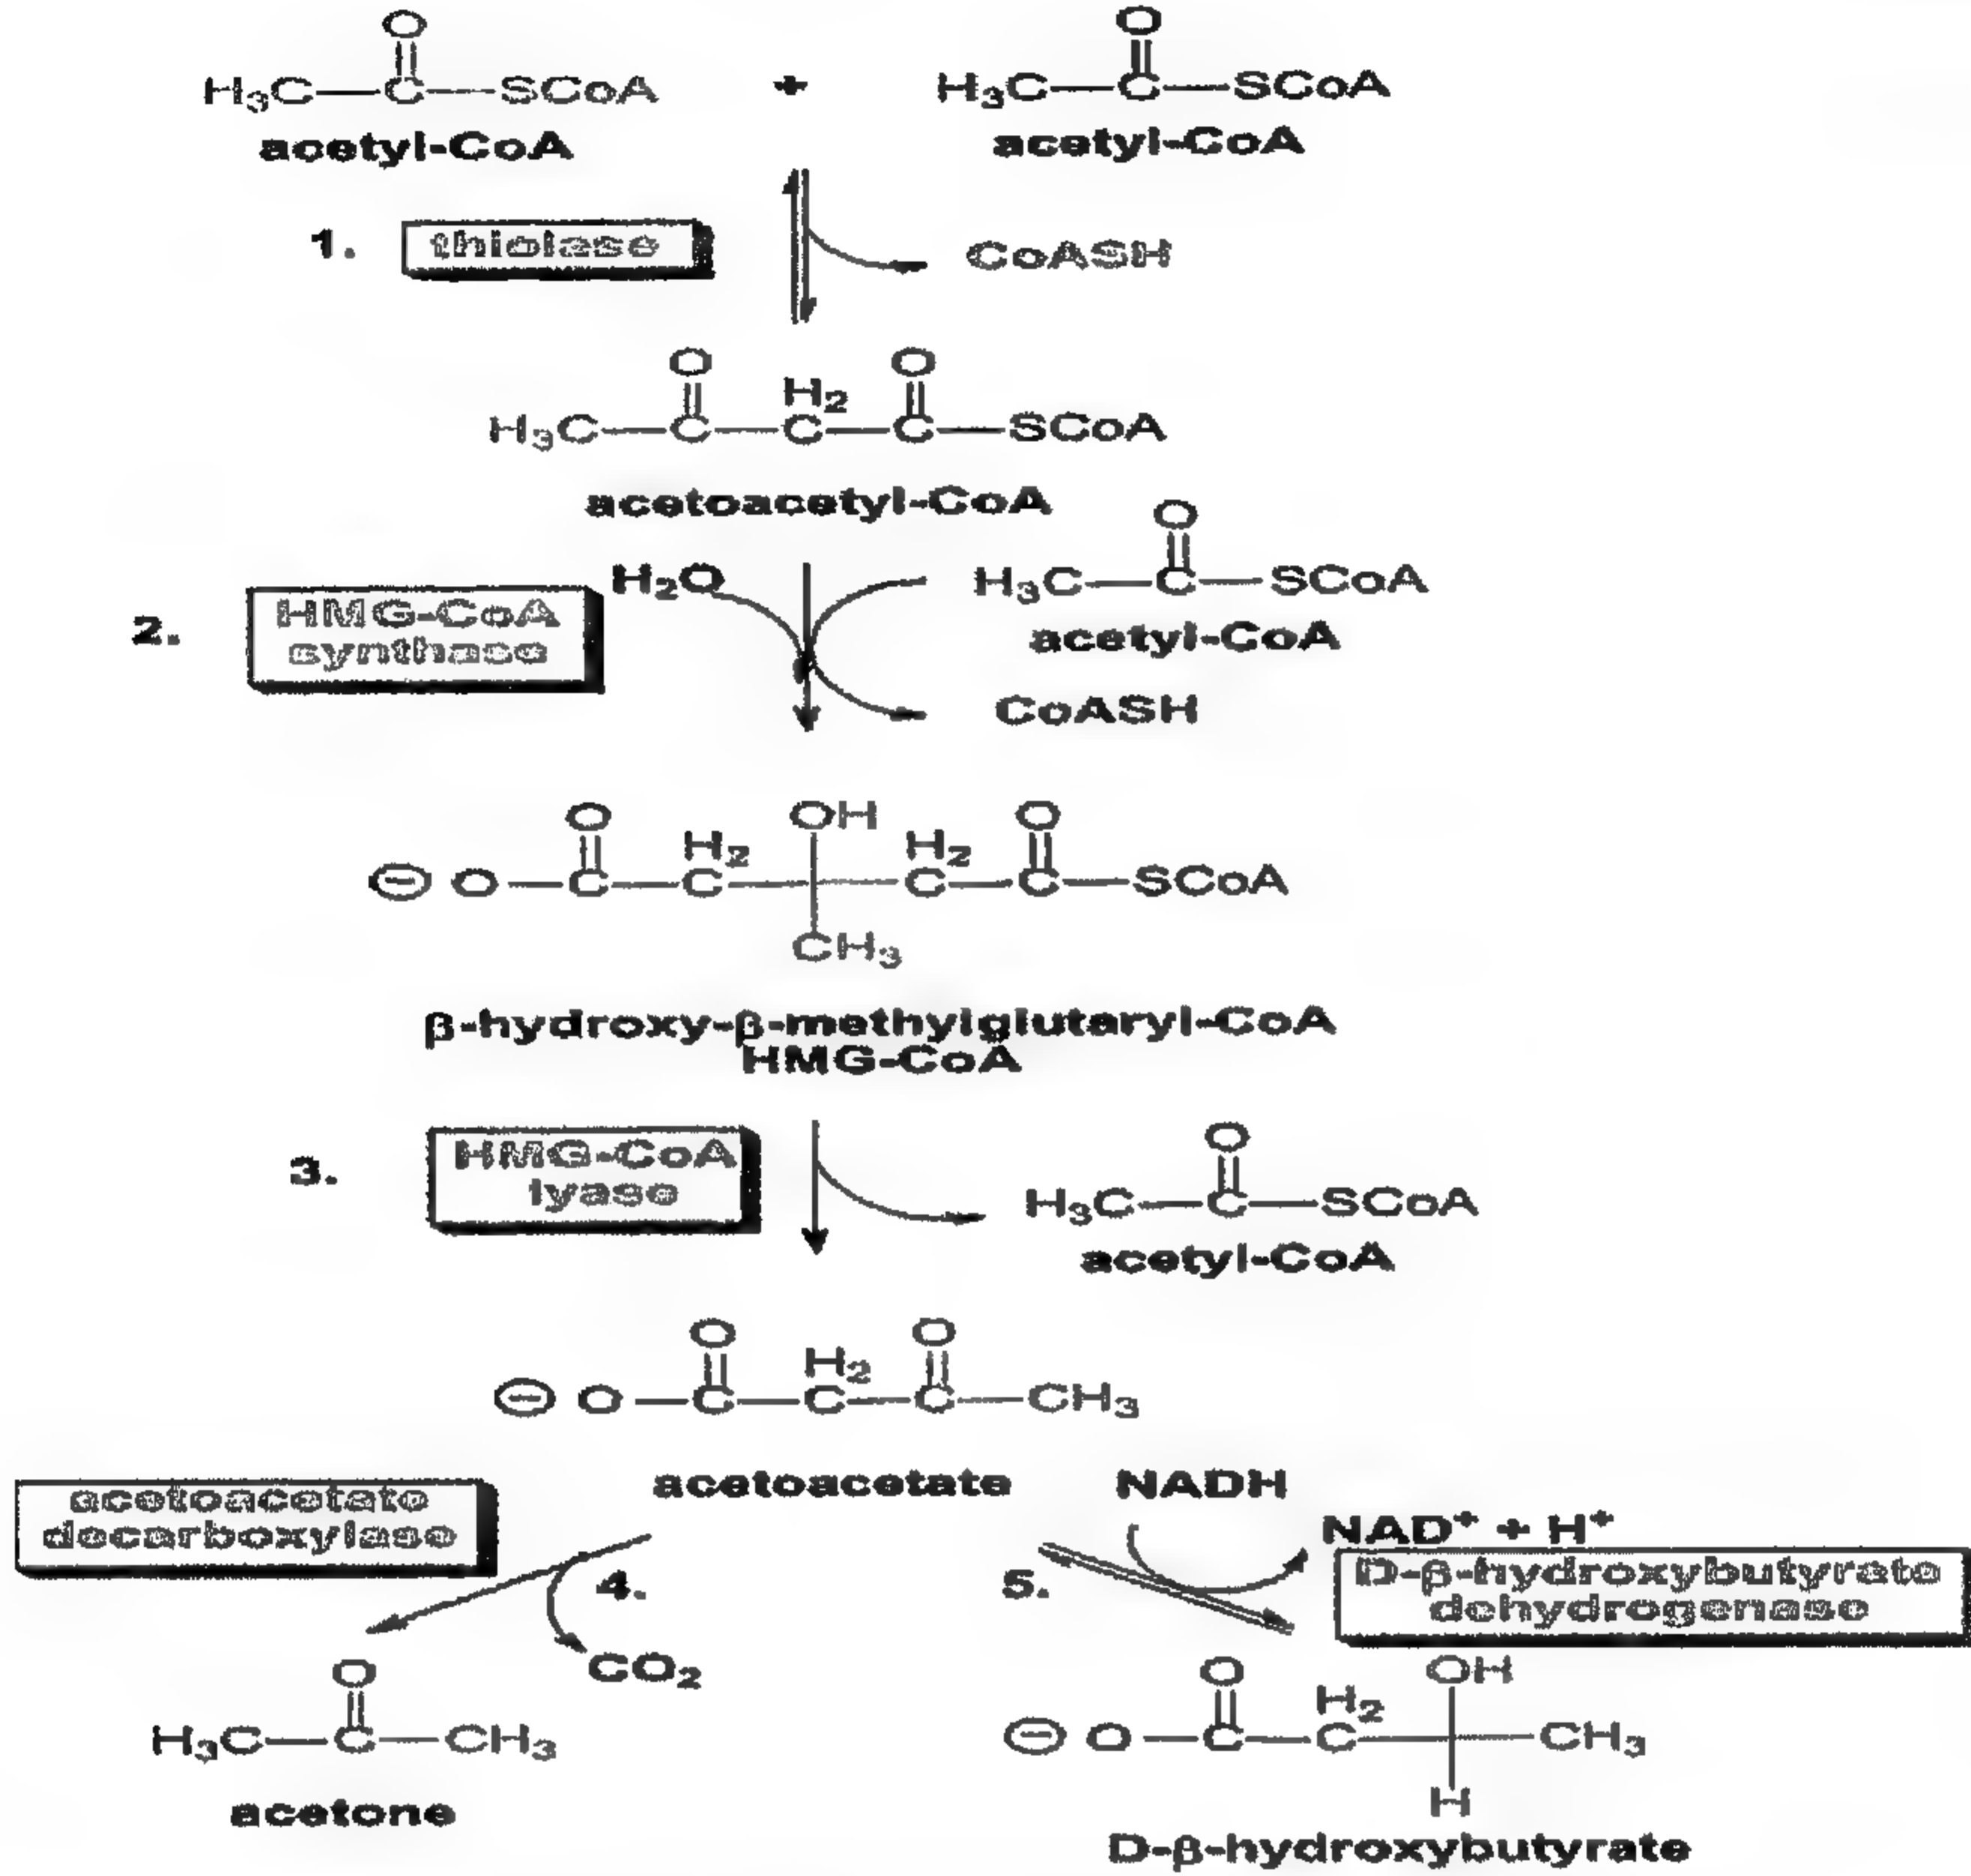 O O
H₃C—C—SCoA + H₃C—C—SCoA
acetyl-CoA acetyl-CoA
1. thiolase CoASH
O H₂ O
H₃C—C—C—C—SCoA
acetoacetyl-CoA
O
H₂O H₃C—C—SCoA
2. HMG-CoA
synthase
acetyl-CoA
CoASH
O H₂ OH H₂ O
⊖ O—C—C—C—C—SCoA
CH₃
β-hydroxy-β-methylglutaryl-CoA
HMG-CoA
3. HMG-CoA
lyase
O
H₃C—C—SCoA
acetyl-CoA
O H₂ O
⊖ O—C—C—C—CH₃
acetoacetate NADH
acetoacetate
decarboxylase
NAD⁺ + H⁺
4. 5. D-β-hydroxybutyrate
dehydrogenase
CO₂
O
H₃C—C—CH₃
acetone
O H₂ OH
⊖ O—C—C—CH₃
H
D-β-hydroxybutyrate